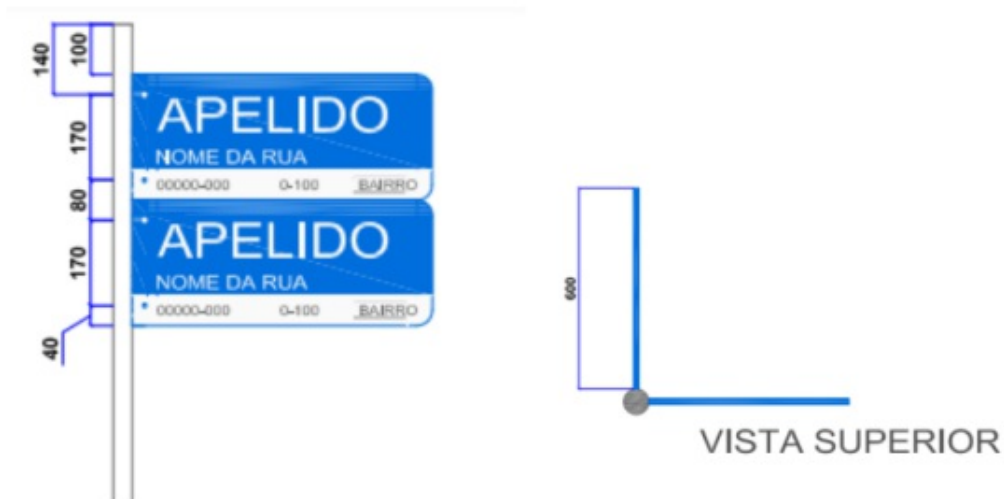 140
100
170
80
170
40
APELIDO
NOME DA RUA
00000-000 0-100 BAIRRO
APELIDO
NOME DA RUA
00000-000 0-100 BAIRRO
600
VISTA SUPERIOR